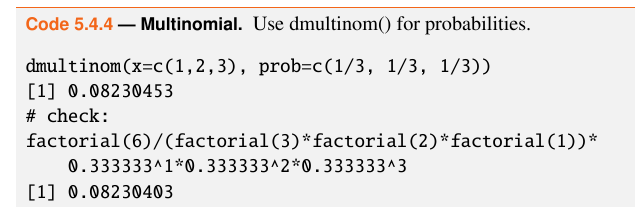 Code 5.4.4 — Multinomial. Use dmultinom() for probabilities.
dmultinom(x=c(1,2,3), prob=c(1/3, 1/3, 1/3))
[1] 0.08230453
# check:
factorial(6)/(factorial(3)*factorial(2)*factorial(1))*
    0.333333^1*0.333333^2*0.333333^3
[1] 0.08230403